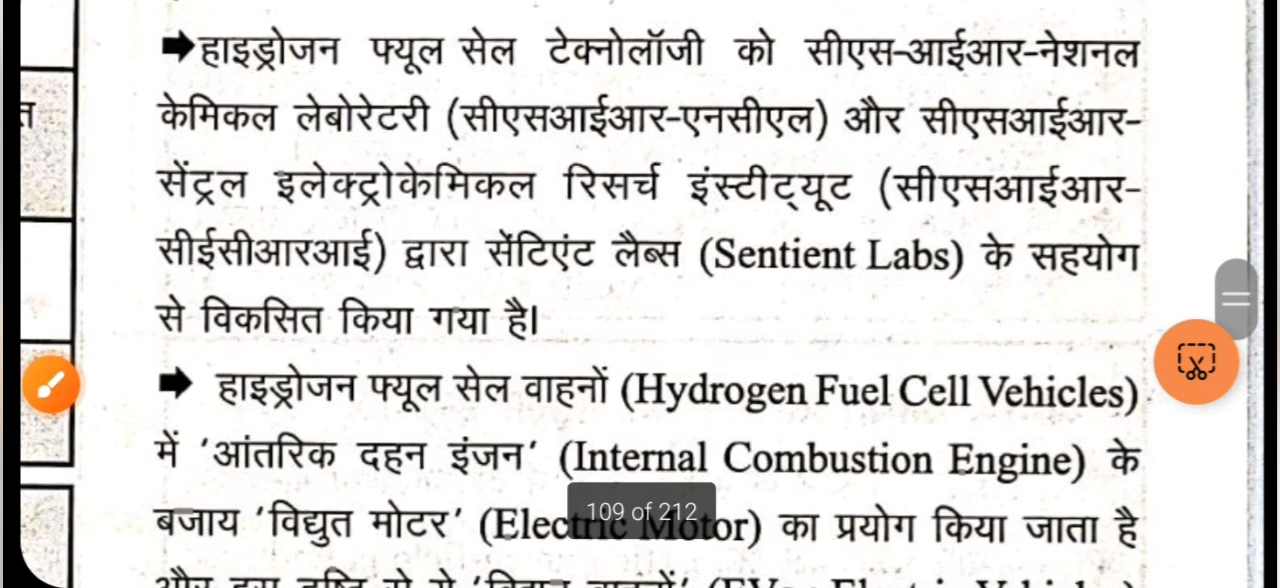 ➡हाइड्रोजन फ्यूल सेल टेक्नोलॉजी को सीएस-आईआर-नेशनल
केमिकल लेबोरेटरी (सीएसआईआर-एनसीएल) और सीएसआईआर-
सेंट्रल इलेक्ट्रोकेमिकल रिसर्च इंस्टीट्यूट (सीएसआईआर-
सीईसीआरआई) द्वारा सेंटिएंट लैब्स (Sentient Labs) के सहयोग
से विकसित किया गया है।
➡ हाइड्रोजन फ्यूल सेल वाहनों (Hydrogen Fuel Cell Vehicles)
में ‘आंतरिक दहन इंजन’ (Internal Combustion Engine) के
109 of 212
बजाय ‘विद्युत मोटर’ (Electric Motor) का प्रयोग किया जाता है